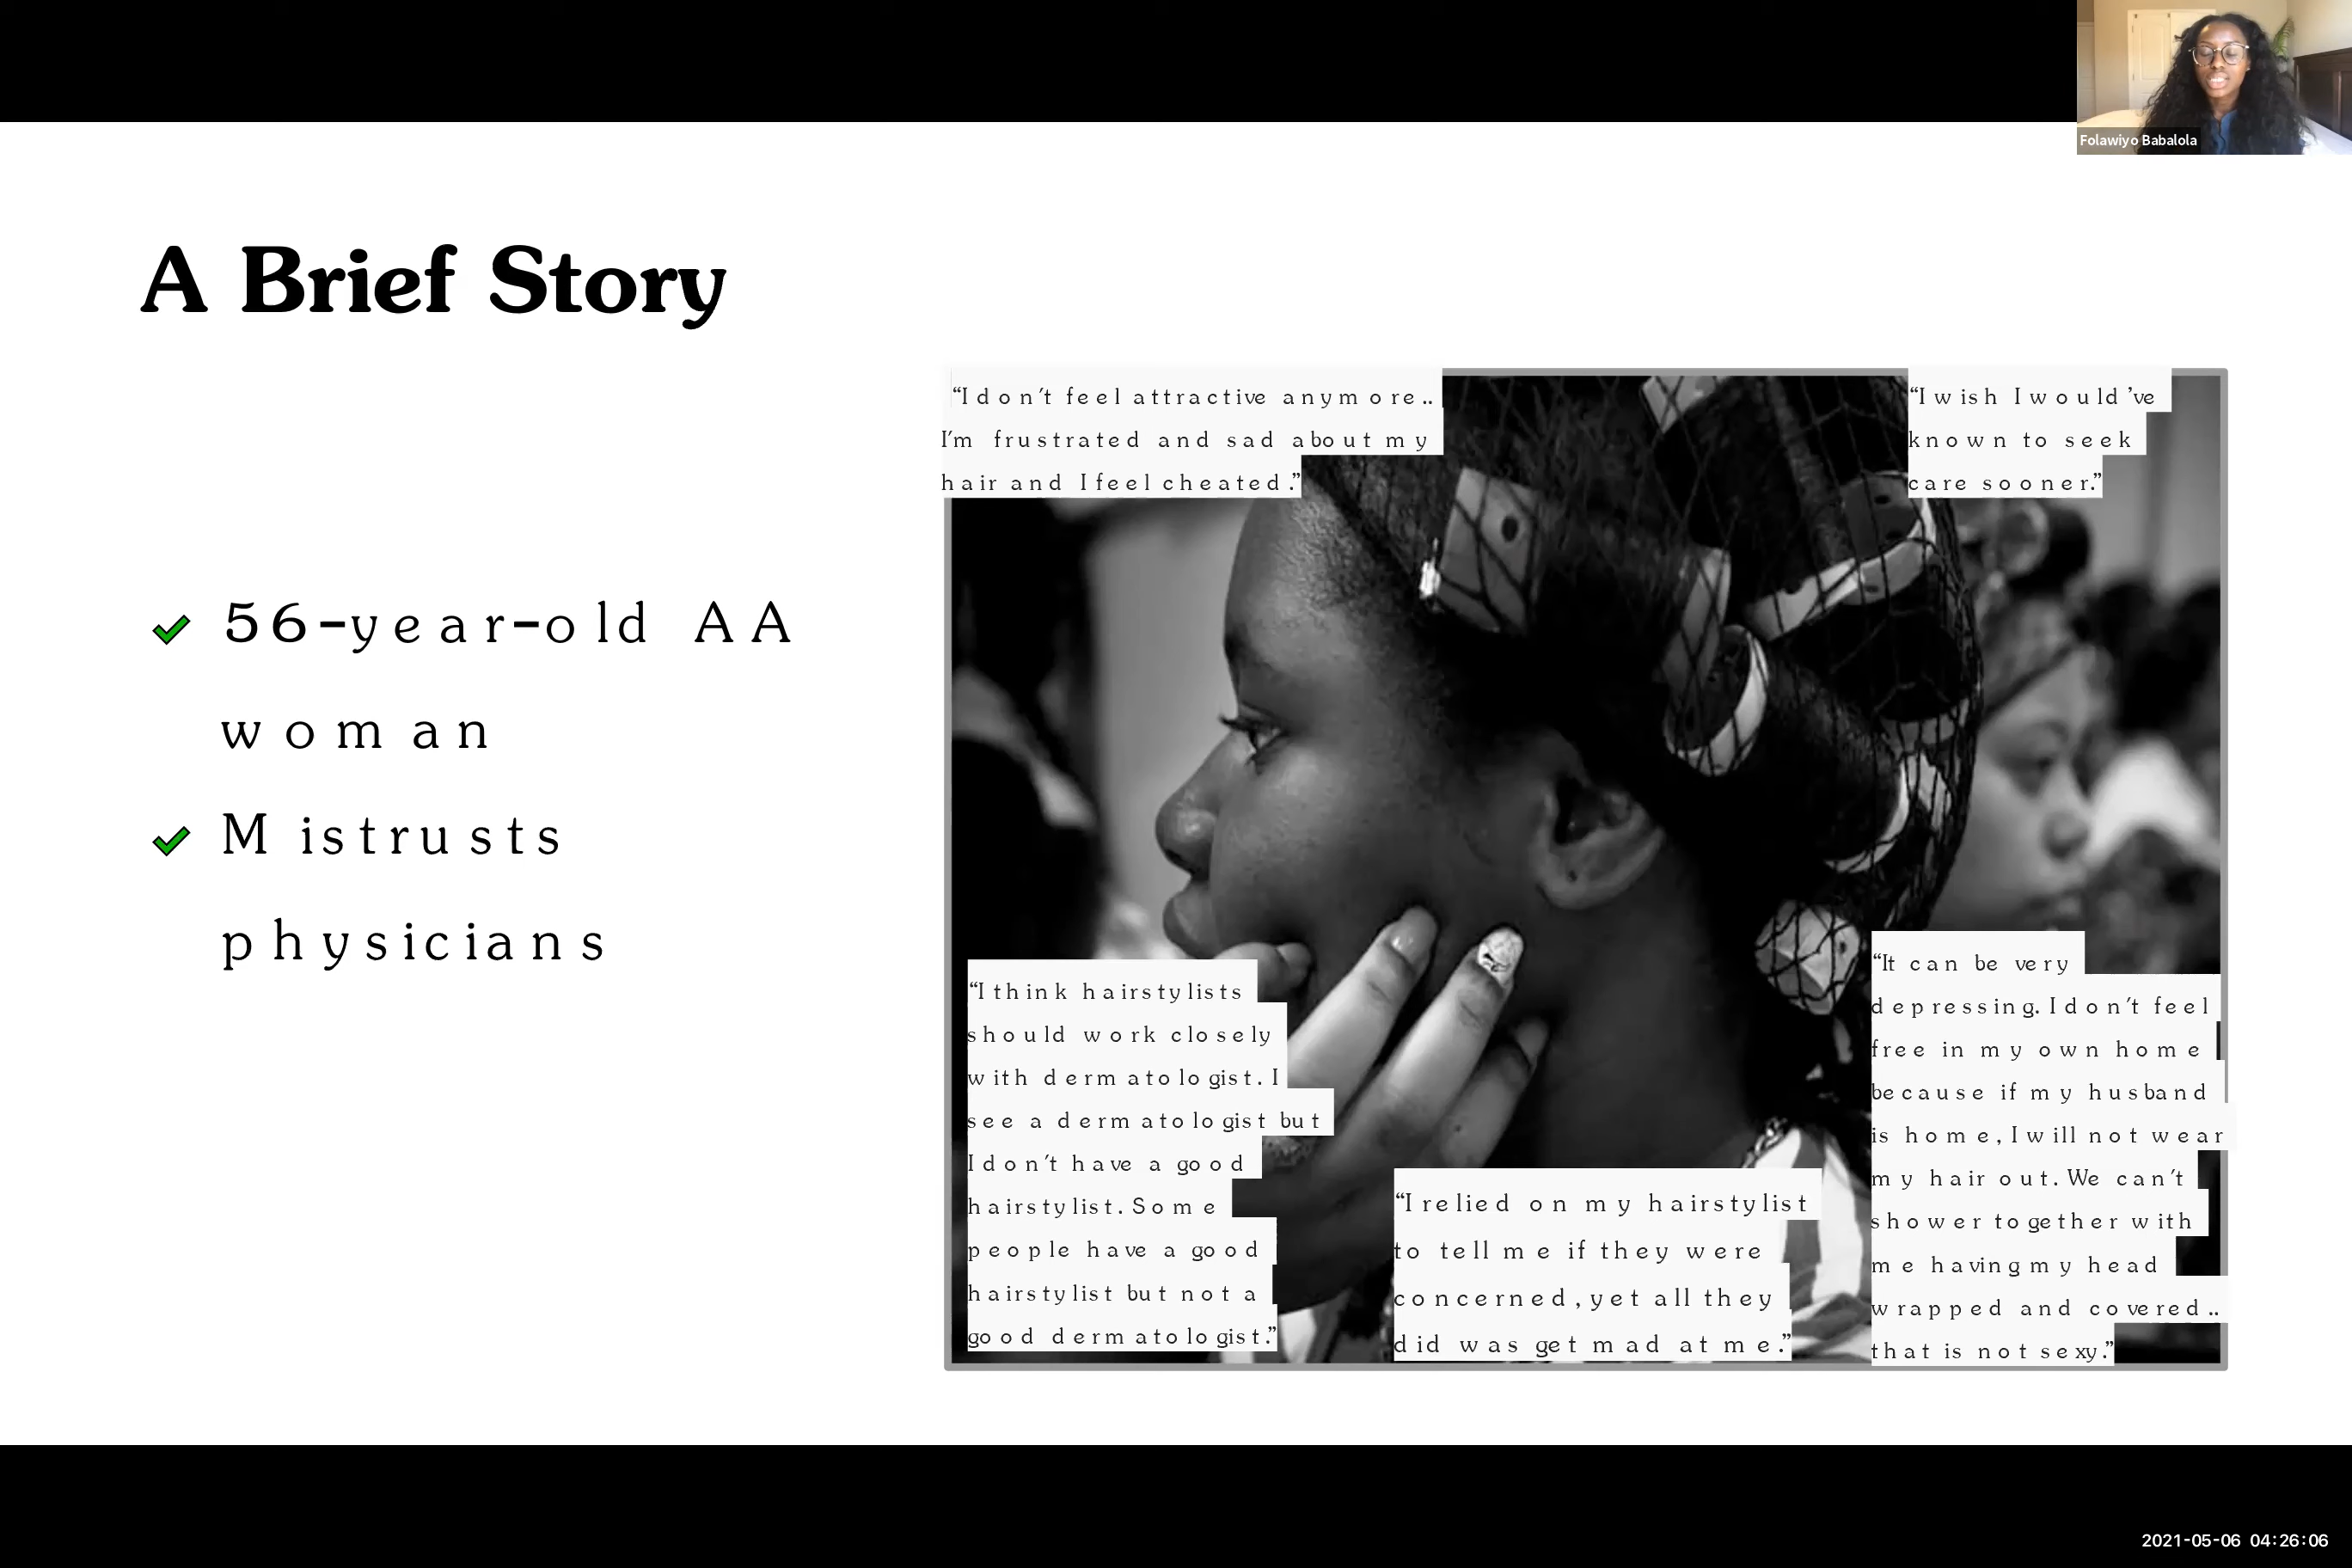 Folawiyo Babalola
A Brief Story
56-year-old AA
woman
Mistrusts
physicians
“I don’t feel attractive anymore..
I’m frustrated and sad about my
hair and I feel cheated.”
“I wish I would’ve
known to seek
care sooner.”
“I think hairstylists
should work closely
with dermatologist. I
see a dermatologist but
I don’t have a good
hairstylist. Some
people have a good
hairstylist but not a
good dermatologist.”
“I relied on my hairstylist
to tell me if they were
concerned, yet all they
did was get mad at me.”
“It can be very
depressing. I don’t feel
free in my own home
because if my husband
is home, I will not wear
my hair out. We can’t
shower together with
me having my head
wrapped and covered..
that is not sexy.”
2021-05-06 04:26:06